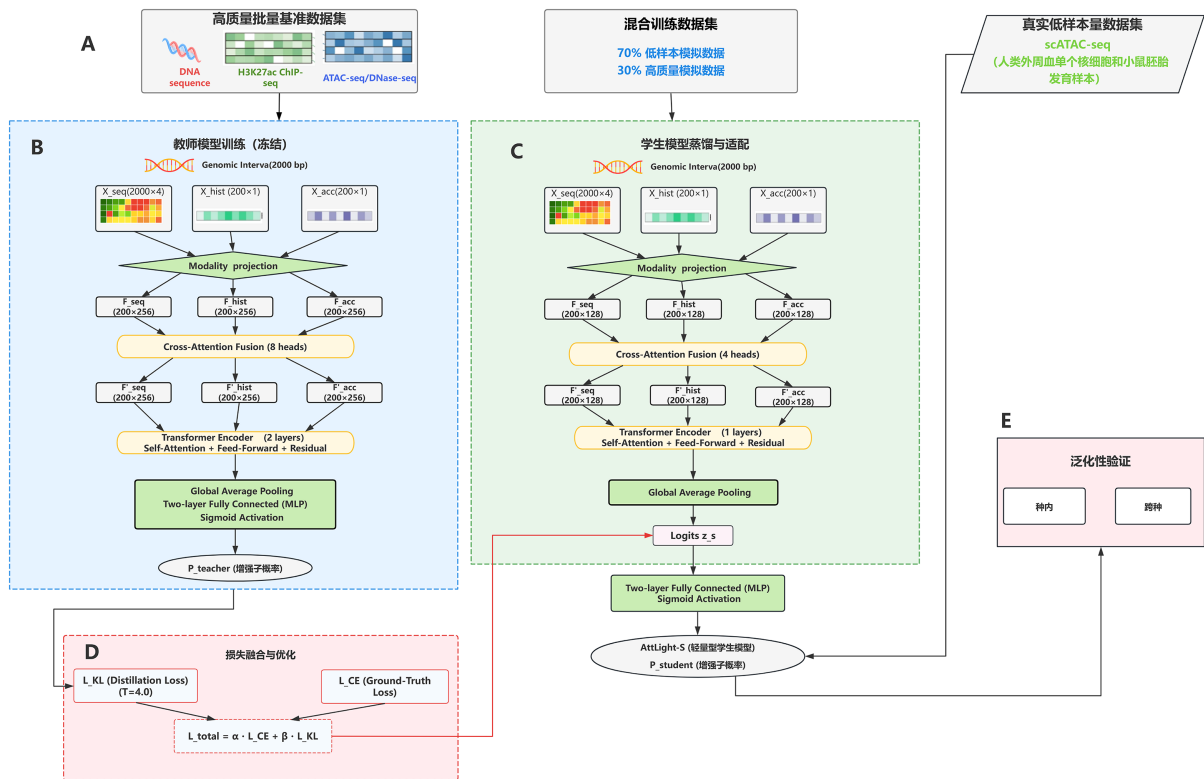 A
高质量批量基准数据集
DNA
sequence
H3K27ac ChIP-
seq
ATAC-seq/DNase-seq
混合训练数据集
70% 低样本模拟数据
30% 高质量模拟数据
真实低样本量数据集
scATAC-seq
（人类外周血单个核细胞和小鼠胚胎
发育样本）
B
教师模型训练（冻结）
Genomic Interva(2000 bp)
X_seq(2000×4)
X_hist (200×1)
X_acc(200×1)
Modality projection
F_seq
(200×256)
F_hist
(200×256)
F_acc
(200×256)
Cross-Attention Fusion (8 heads)
F'_seq
(200×256)
F'_hist
(200×256)
F'_acc
(200×256)
Transformer Encoder (2 layers)
Self-Attention + Feed-Forward + Residual
Global Average Pooling
Two-layer Fully Connected (MLP)
Sigmoid Activation
P_teacher (增强子概率)
C
学生模型蒸馏与适配
Genomic Interva(2000 bp)
X_seq(2000×4)
X_hist (200×1)
X_acc(200×1)
Modality projection
F_seq
(200×128)
F_hist
(200×128)
F_acc
(200×128)
Cross-Attention Fusion (4 heads)
F'_seq
(200×128)
F'_hist
(200×128)
F'_acc
(200×128)
Transformer Encoder (1 layers)
Self-Attention + Feed-Forward + Residual
Global Average Pooling
Logits z_s
Two-layer Fully Connected (MLP)
Sigmoid Activation
AttLight-S (轻量型学生模型)
P_student (增强子概率)
D
损失融合与优化
L_KL (Distillation Loss)
(T=4.0)
L_CE (Ground-Truth
Loss)
L_total = α · L_CE + β · L_KL
E
泛化性验证
种内
跨种